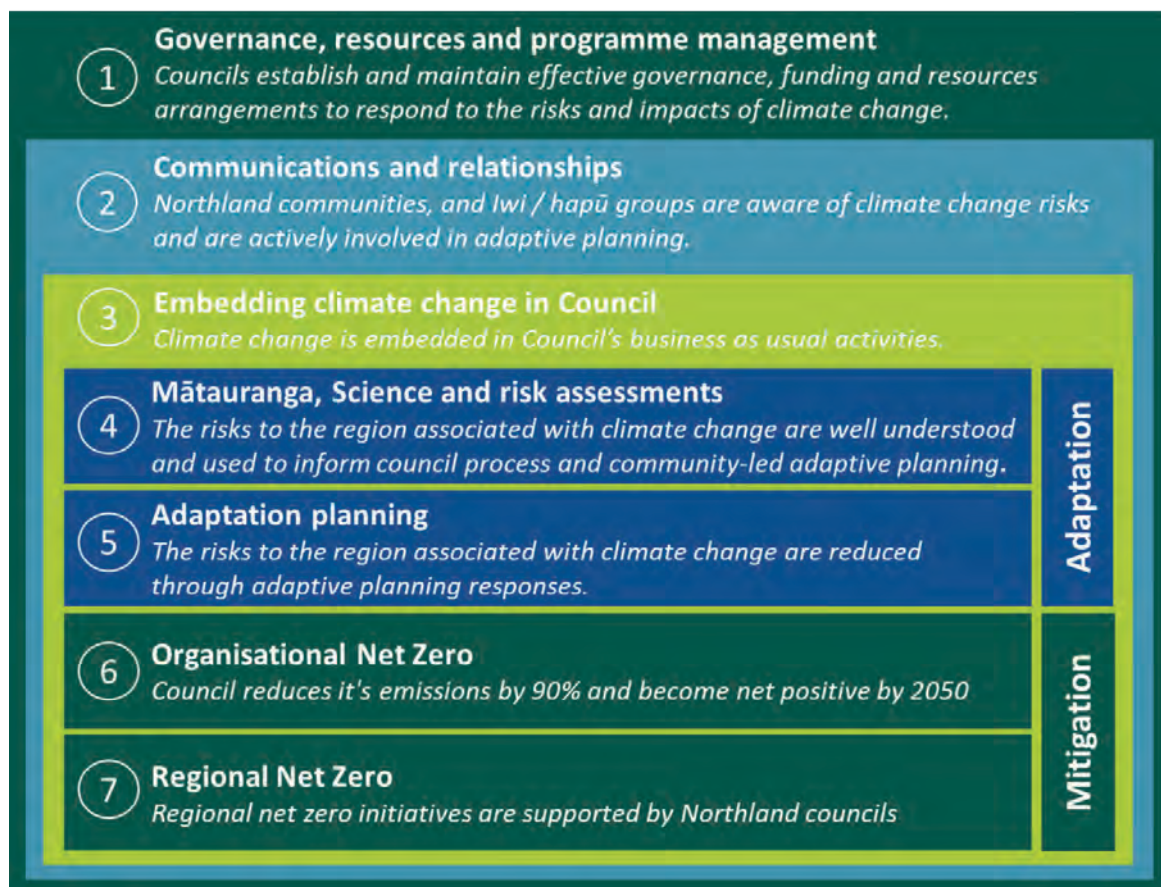 1
Governance, resources and programme management
Councils establish and maintain effective governance, funding and resources
arrangements to respond to the risks and impacts of climate change.
2
Communications and relationships
Northland communities, and Iwi / hapū groups are aware of climate change risks
and are actively involved in adaptive planning.
3
Embedding climate change in Council
Climate change is embedded in Council's business as usual activities.
4
Mātauranga, Science and risk assessments
The risks to the region associated with climate change are well understood
and used to inform council process and community-led adaptive planning.
5
Adaptation planning
The risks to the region associated with climate change are reduced
through adaptive planning responses.
Adaptation
6
Organisational Net Zero
Council reduces it's emissions by 90% and become net positive by 2050
7
Regional Net Zero
Regional net zero initiatives are supported by Northland councils
Mitigation